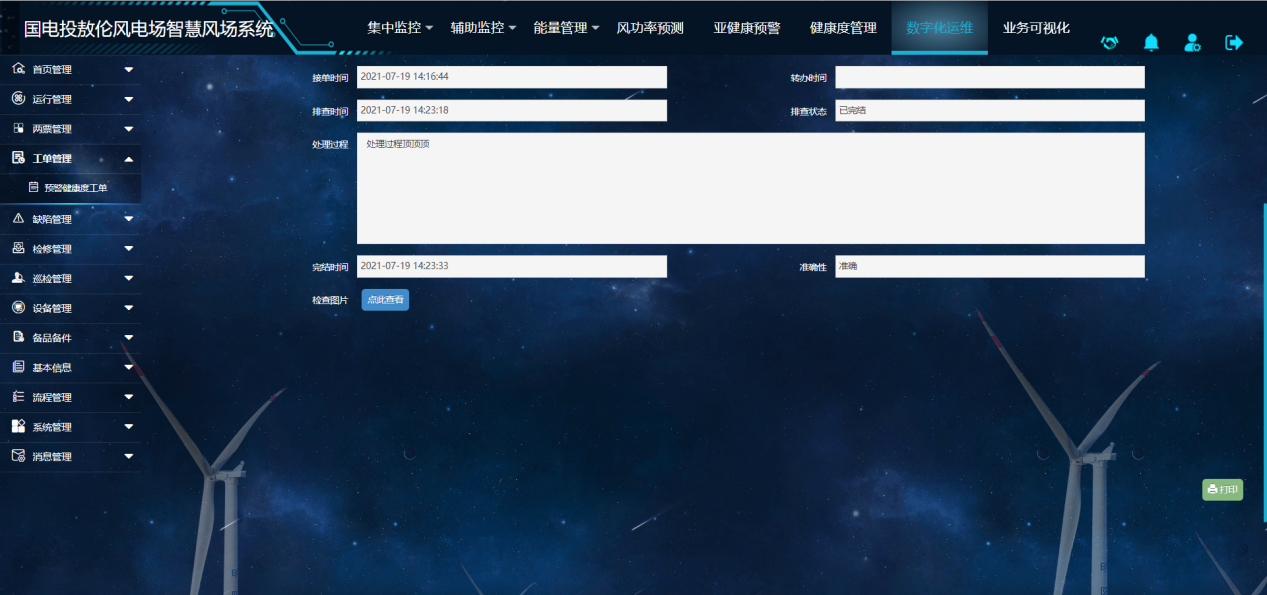 国电投敖伦风电场智慧风场系统
集中监控 辅助监控 能量管理 风功率预测 亚健康预警 健康度管理 数字化运维 业务可视化
首页管理
运行管理
两票管理
工单管理
预警健康度工单
缺陷管理
检修管理
巡检管理
设备管理
备品备件
基本信息
流程管理
系统管理
消息管理
接单时间 2021-07-19 14:16:44 转办时间
排查时间 2021-07-19 14:23:18 排查状态 已完结
处理过程 处理过程顶顶顶
完结时间 2021-07-19 14:23:33 准确性 准确
检查图片 点此查看
打印